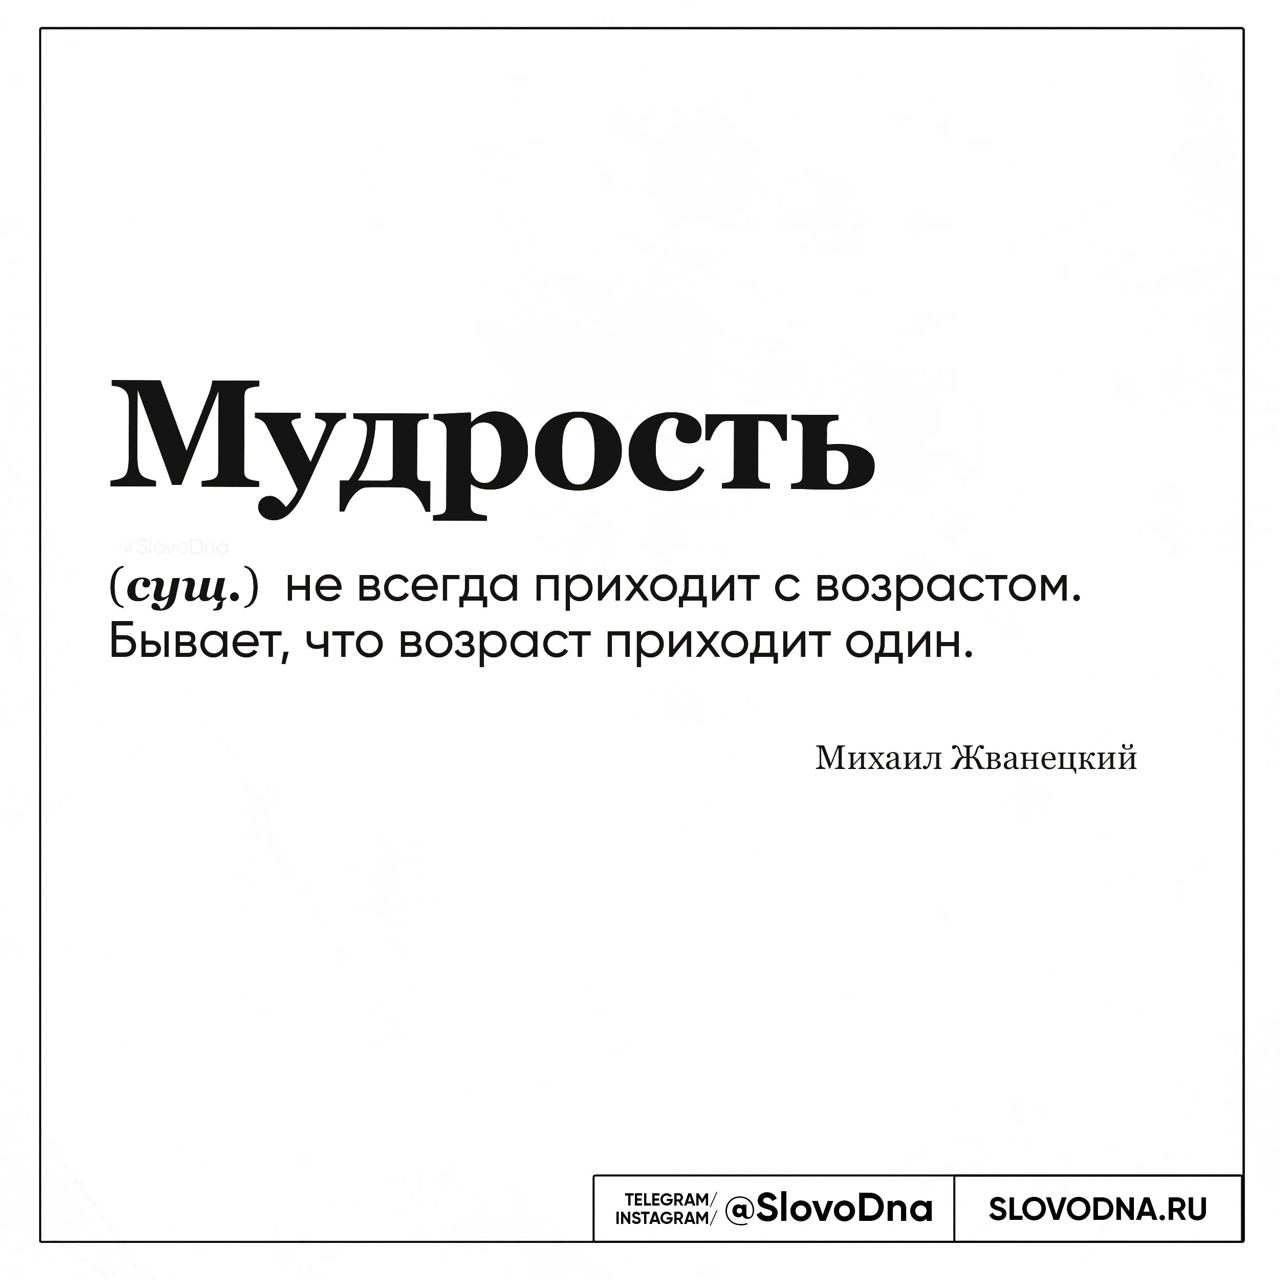 Мудрость
@SlovoDna
(сущ.) не всегда приходит с возрастом.
Бывает, что возраст приходит один.
Михаил Жванецкий
TELEGRAM/
INSTAGRAM/
@SlovoDna
SLOVODNA.RU